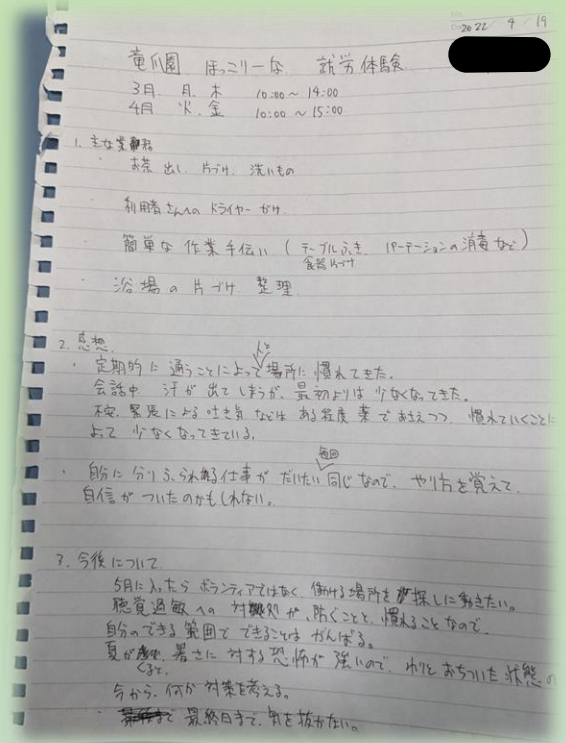 2022 / 4 / 19
竜爪園 ほっこりーな 就労体験
3月 月. 木 10:00～14:00
4月 火. 金 10:00～15:00
1. 主な業務
・お茶出し 片づけ 洗いもの
・利用者さんへの ドライヤーがけ
・簡単な作業手伝い (テーブルふき. パーテーションの消毒など)
食器片づけ
・浴場の片づけ 整理
2. 感想.
・定期的に通うことによって人と場所に慣れてきた。
会話中 汗が出てしまうが、最初よりは少なくなってきた。
不安、緊張による吐き気などは ある程度 薬でおさえつつ、慣れていくことに
よって 少なくなってきている。
・自分に分りふられる仕事が だいたい毎回同じなので、やり方を覚えて、
自信がついたのかもしれない。
3. 今後について
5月に入ったら ボランティアではなく、働ける場所を探しに動きたい。
聴覚過敏への対処が、防ぐことと、慣れることなので、
自分のできる範囲で できることは がんばる。
夏がくると、暑さに対する恐怖が強いので、わりとおちついた状態の
今から、何か対策を考える。
・最終日まで、気を抜かない。